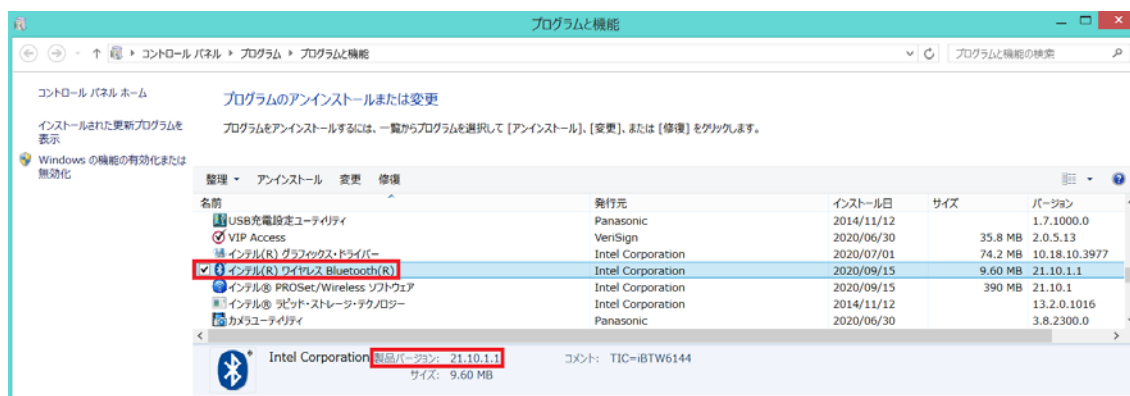 プログラムと機能
コントロール パネル ▸ プログラム ▸ プログラムと機能
プログラムと機能の検索
コントロール パネル ホーム
インストールされた更新プログラムを
表示
Windows の機能の有効化または
無効化
プログラムのアンインストールまたは変更
プログラムをアンインストールするには、一覧からプログラムを選択して [アンインストール]、[変更]、または [修復] をクリックします。
整理 アンインストール 変更 修復
名前 発行元 インストール日 サイズ バージョン
USB充電設定ユーティリティ Panasonic 2014/11/12 1.7.1000.0
VIP Access VeriSign 2020/06/30 35.8 MB 2.0.5.13
インテル(R) グラフィックス・ドライバー Intel Corporation 2020/07/01 74.2 MB 10.18.10.3977
インテル(R) ワイヤレス Bluetooth(R) Intel Corporation 2020/09/15 9.60 MB 21.10.1.1
インテル® PROSet/Wireless ソフトウェア Intel Corporation 2020/09/15 390 MB 21.10.1
インテル® ラピッド・ストレージ・テクノロジー Intel Corporation 2014/11/12 13.2.0.1016
カメラユーティリティ Panasonic 2020/06/30 3.8.2300.0
Intel Corporation 製品バージョン: 21.10.1.1 コメント: TIC=iBTW6144
サイズ: 9.60 MB